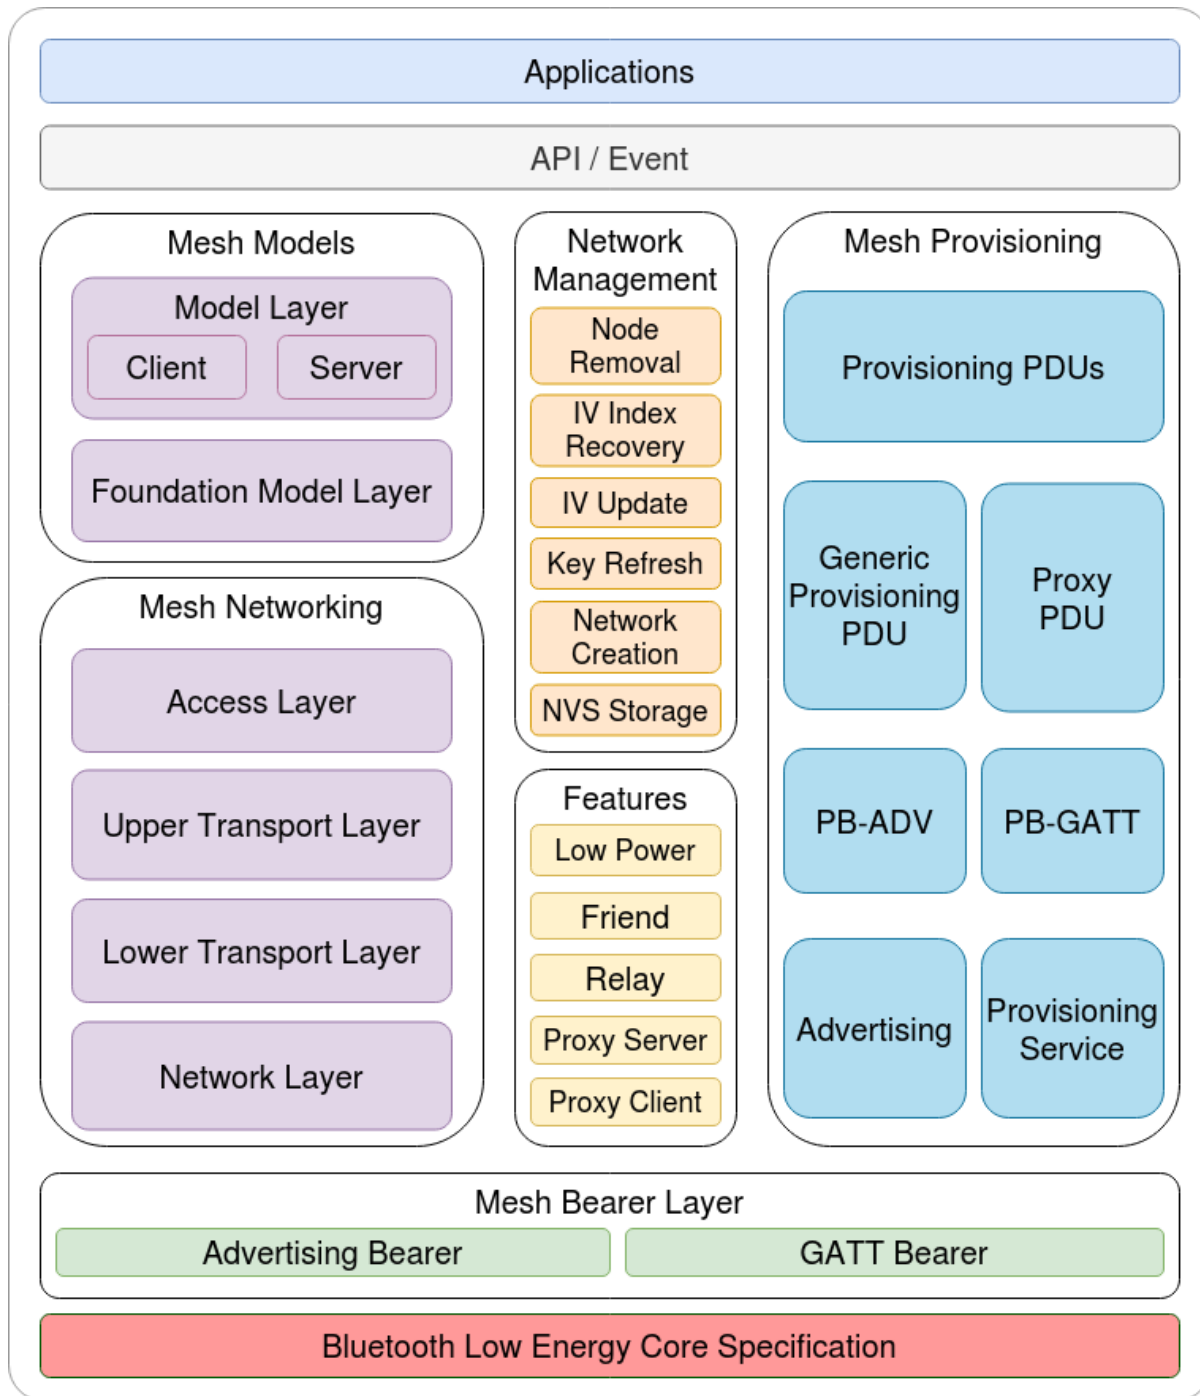 Applications
API / Event
Mesh Models
Model Layer
Client
Server
Foundation Model Layer
Mesh Networking
Access Layer
Upper Transport Layer
Lower Transport Layer
Network Layer
Network
Management
Node
Removal
IV Index
Recovery
IV Update
Key Refresh
Network
Creation
NVS Storage
Features
Low Power
Friend
Relay
Proxy Server
Proxy Client
Mesh Provisioning
Provisioning PDUs
Generic
Provisioning
PDU
Proxy
PDU
PB-ADV
PB-GATT
Advertising
Provisioning
Service
Mesh Bearer Layer
Advertising Bearer
GATT Bearer
Bluetooth Low Energy Core Specification